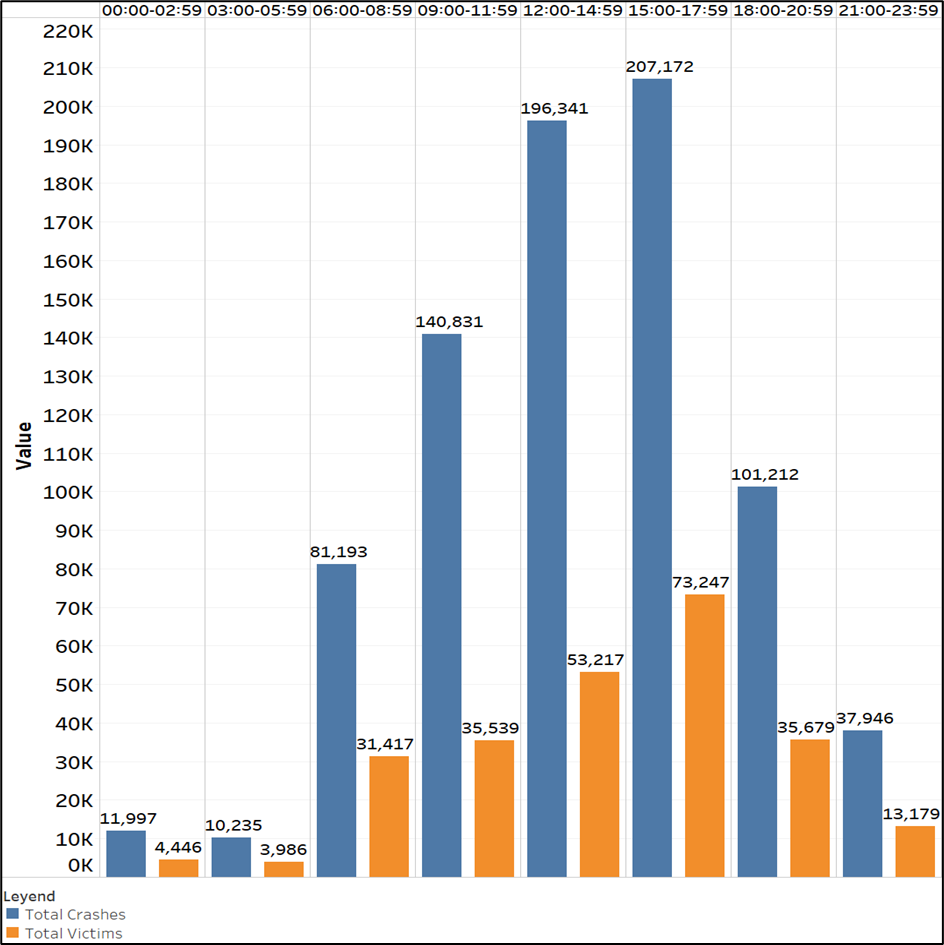 00:00-02:59 03:00-05:59 06:00-08:59 09:00-11:59 12:00-14:59 15:00-17:59 18:00-20:59 21:00-23:59
220K
210K
207,172
200K
196,341
190K
180K
170K
160K
150K
140,831
140K
130K
120K
110K
Value
100K
101,212
90K
80K
81,193
73,247
70K
60K
53,217
50K
40K
31,417
35,539
35,679
37,946
30K
20K
11,997
10,235
13,179
10K
4,446
3,986
0K
Leyend
Total Crashes
Total Victims